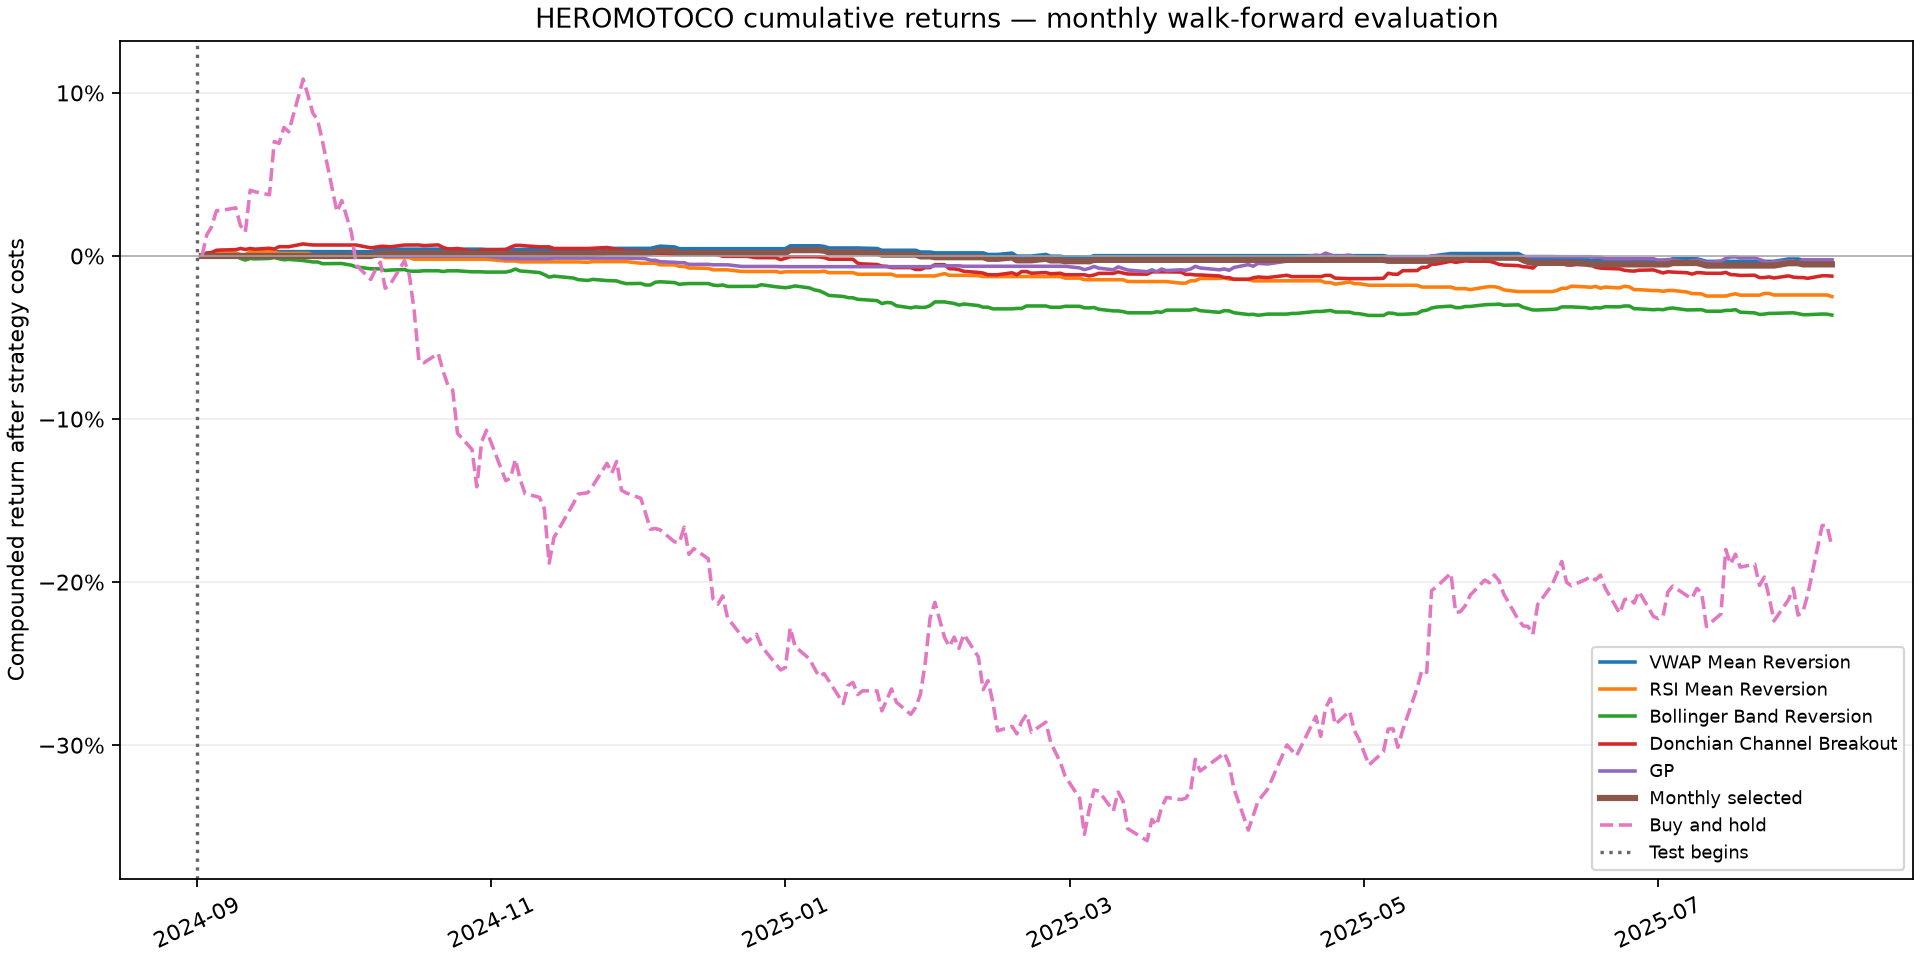 HEROMOTOCO cumulative returns — monthly walk-forward evaluation
Compounded return after strategy costs
10%
0%
−10%
−20%
−30%
2024-09
2024-11
2025-01
2025-03
2025-05
2025-07
VWAP Mean Reversion
RSI Mean Reversion
Bollinger Band Reversion
Donchian Channel Breakout
GP
Monthly selected
Buy and hold
Test begins